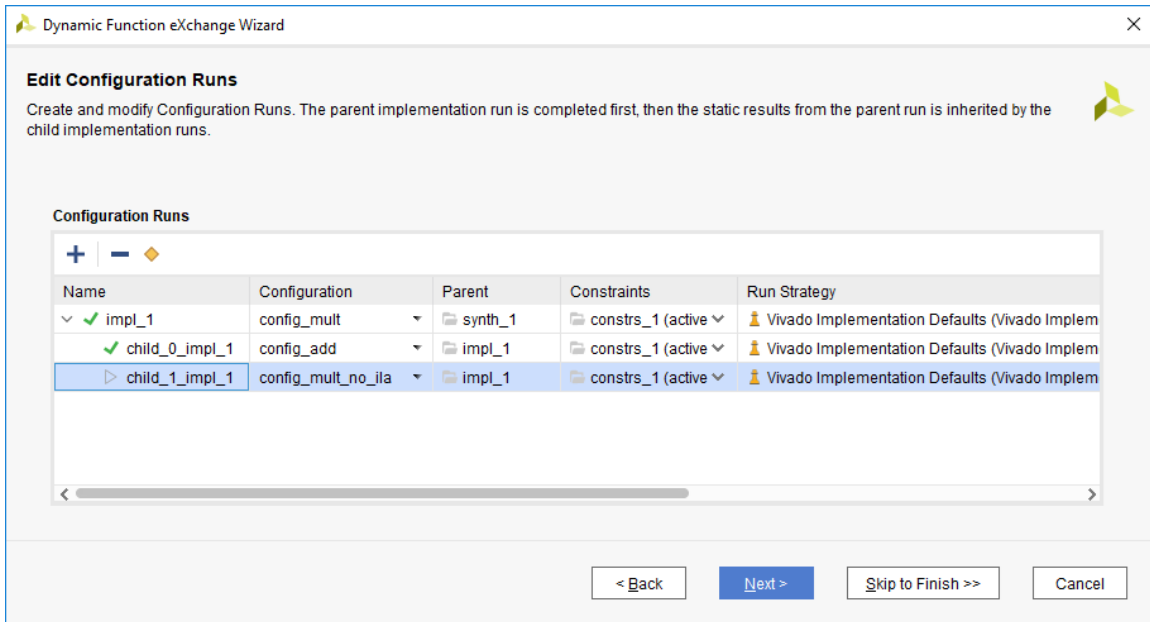 Dynamic Function eXchange Wizard
Edit Configuration Runs
Create and modify Configuration Runs. The parent implementation run is completed first, then the static results from the parent run is inherited by the
child implementation runs.
Configuration Runs
Name Configuration Parent Constraints Run Strategy
impl_1 config_mult synth_1 constrs_1 (active Vivado Implementation Defaults (Vivado Implem
child_0_impl_1 config_add impl_1 constrs_1 (active Vivado Implementation Defaults (Vivado Implem
child_1_impl_1 config_mult_no_ila impl_1 constrs_1 (active Vivado Implementation Defaults (Vivado Implem
< Back Next > Skip to Finish >> Cancel